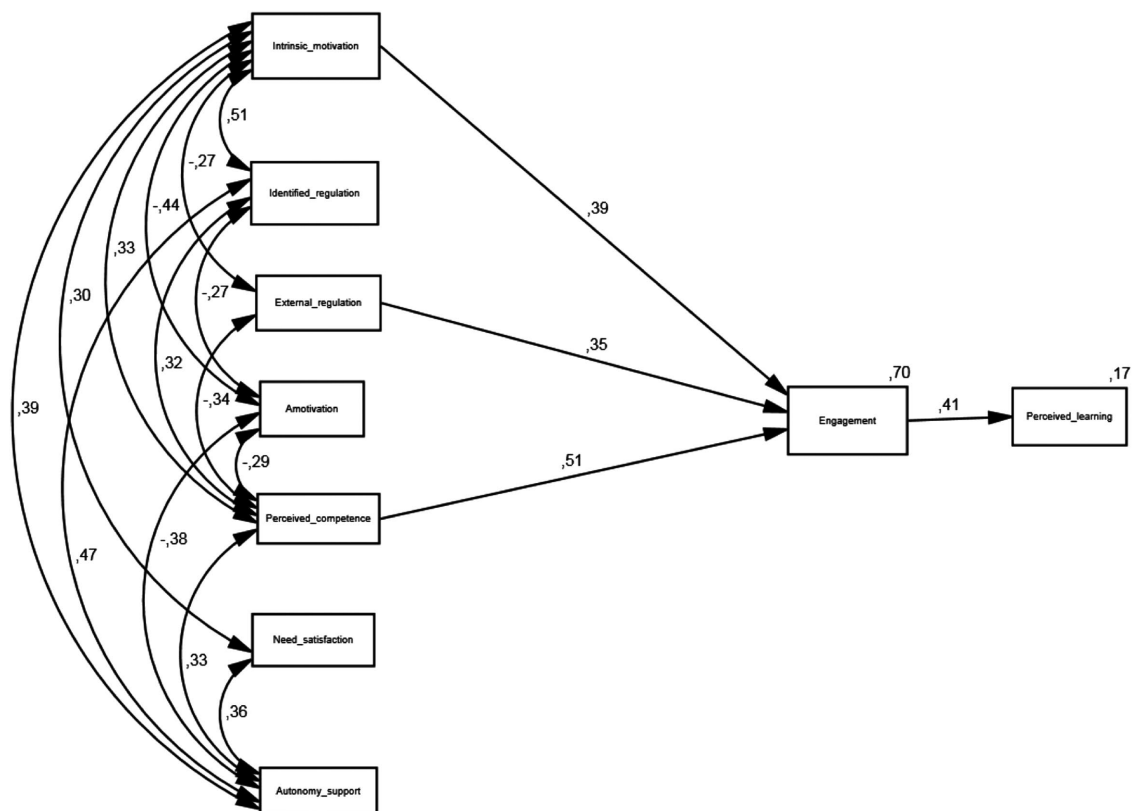 Intrinsic_motivation
,51
-,27
Identified_regulation
-,44
,39
,33
,30
-,27
External_regulation
,35
,32
,70
,17
-,34
Amotivation
,39
,41
Engagement
Perceived_learning
-,29
,51
Perceived_competence
-,38
,47
Need_satisfaction
,33
,36
Autonomy_support